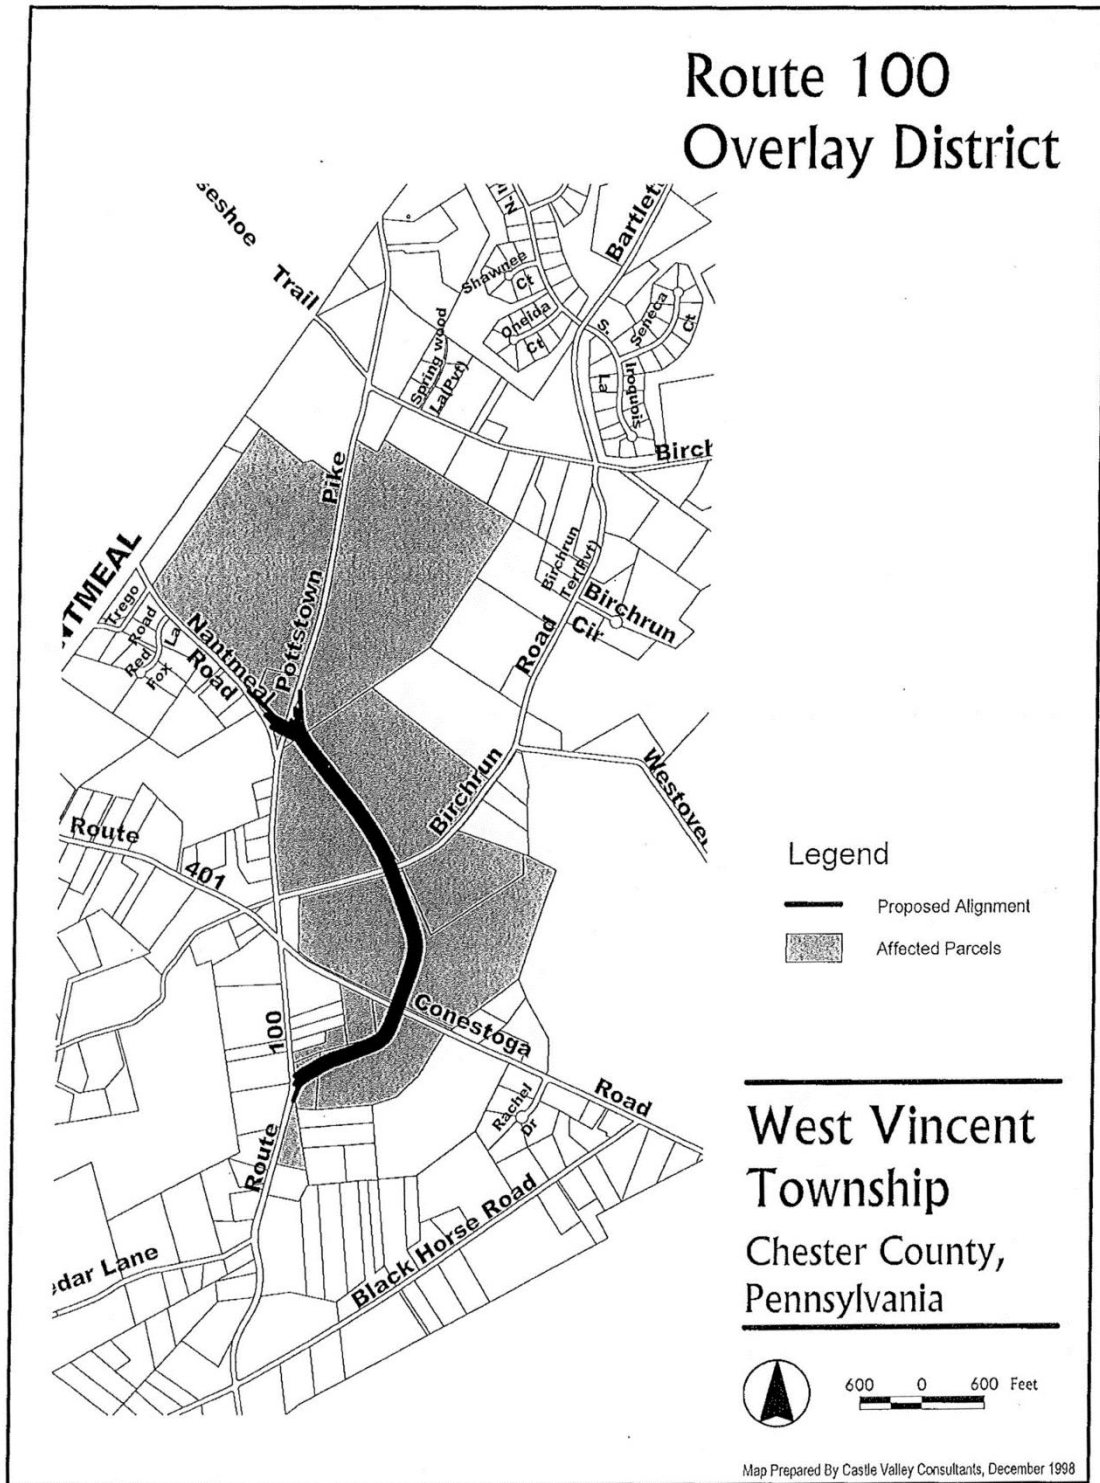 Route 100
Overlay District
seshoe
Trail
N.
Bartlett
Shawnee
Ct
Oneida
Ct
S.
Seneca
Ct
Iroquois
La
Spring wood
La(Pvt)
Birch
Pike
Pottstown
NTMEAL
Trego
Road
Red
Fox
La
Nantmeal
Road
Birchrun
Ter(Pvt)
Birchrun
Cir
Road
Birchrun
Westover
Route
401
100
Conestoga
Road
Rachel
Dr
Route
Black Horse Road
edar Lane
Legend
Proposed Alignment
Affected Parcels
West Vincent
Township
Chester County,
Pennsylvania
600 0 600 Feet
Map Prepared By Castle Valley Consultants, December 1998